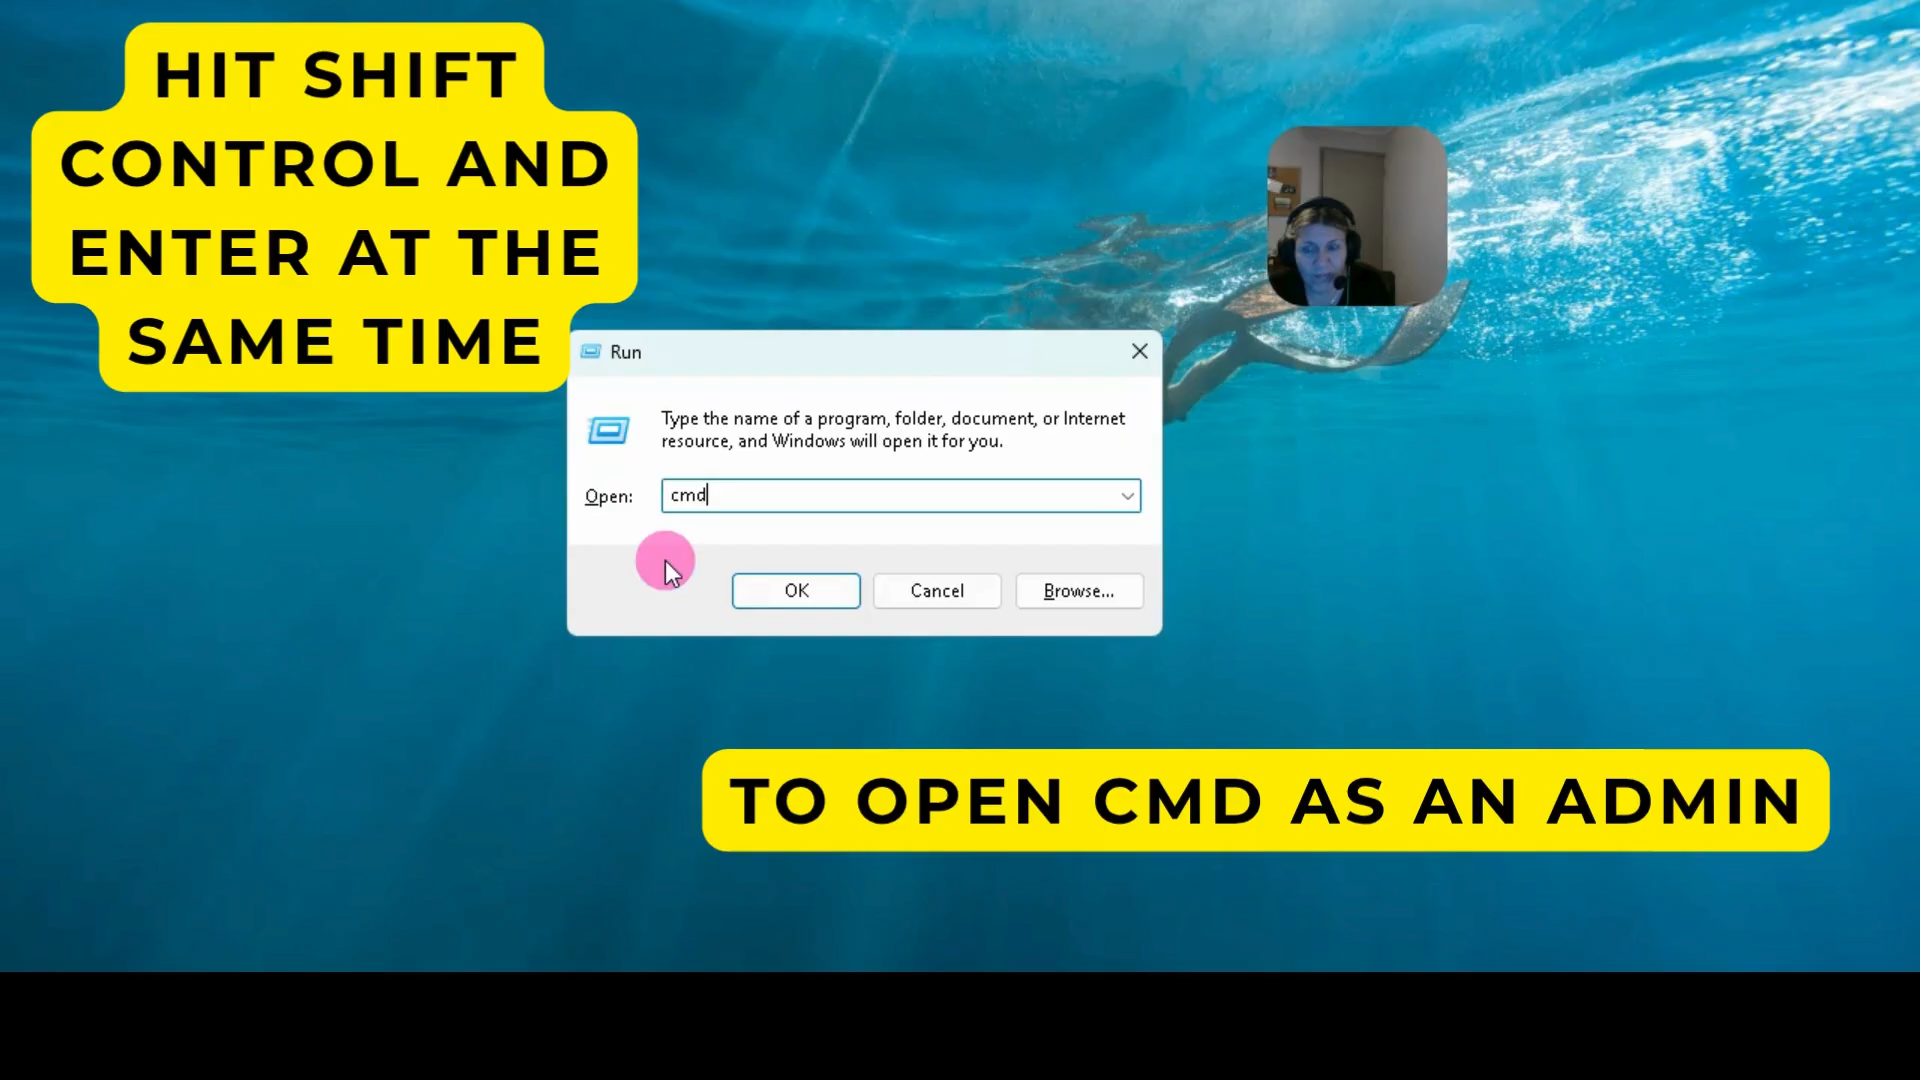 HIT SHIFT
CONTROL AND
ENTER AT THE
SAME TIME
Run
Type the name of a program, folder, document, or Internet
resource, and Windows will open it for you.
Open:
cmd
OK
Cancel
Browse...
TO OPEN CMD AS AN ADMIN